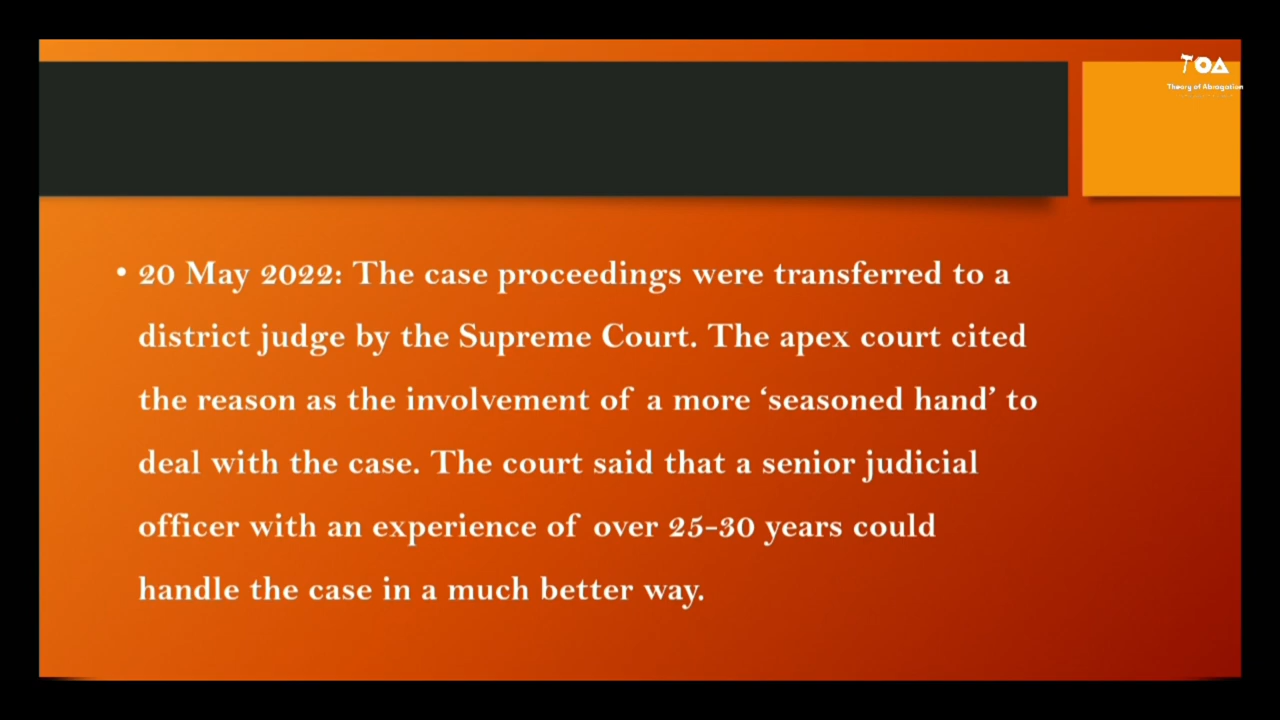 TOA
Theory of Abrogation
• 20 May 2022: The case proceedings were transferred to a
district judge by the Supreme Court. The apex court cited
the reason as the involvement of a more ‘seasoned hand’ to
deal with the case. The court said that a senior judicial
officer with an experience of over 25-30 years could
handle the case in a much better way.